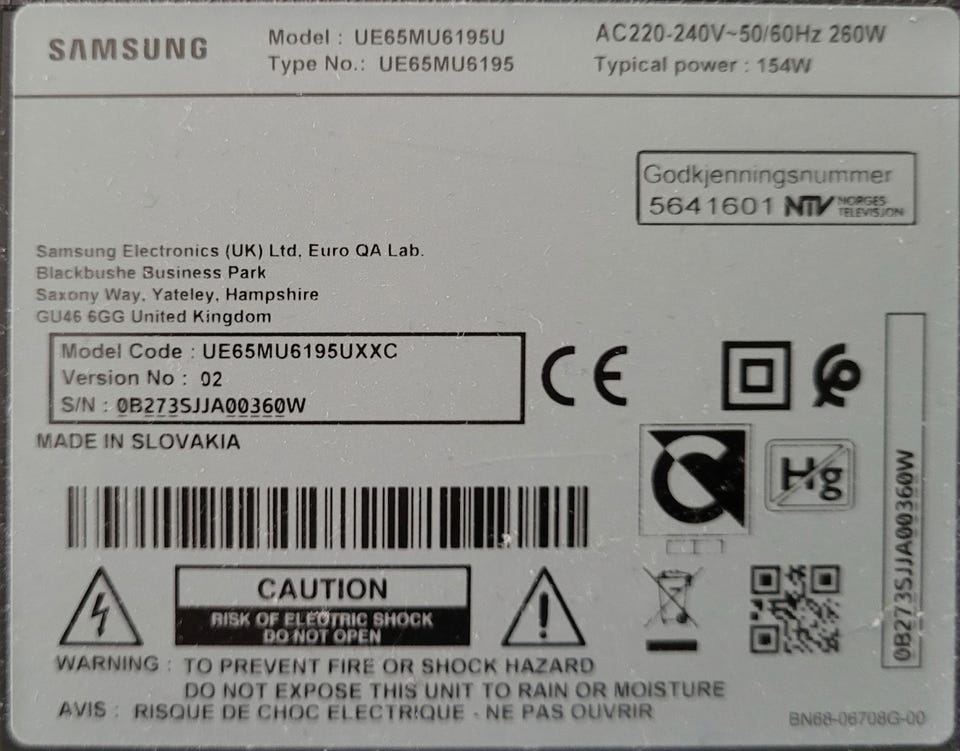 SAMSUNG
Model : UE65MU6195U
Type No.: UE65MU6195
AC220-240V~50/60Hz 260W
Typical power : 154W
Godkjenningsnummer
5641601 NTV NORGES
TELEVISJON
Samsung Electronics (UK) Ltd, Euro QA Lab.
Blackbushe Business Park
Saxony Way, Yateley, Hampshire
GU46 6GG United Kingdom
Model Code : UE65MU6195UXXC
Version No : 02
S/N : 0B273SJJA00360W
MADE IN SLOVAKIA
CE
Hg
0B273SJJA00360W
CAUTION
RISK OF ELECTRIC SHOCK
DO NOT OPEN
WARNING : TO PREVENT FIRE OR SHOCK HAZARD
DO NOT EXPOSE THIS UNIT TO RAIN OR MOISTURE
AVIS : RISQUE DE CHOC ELECTRIQUE - NE PAS OUVRIR
BN68-06708G-00